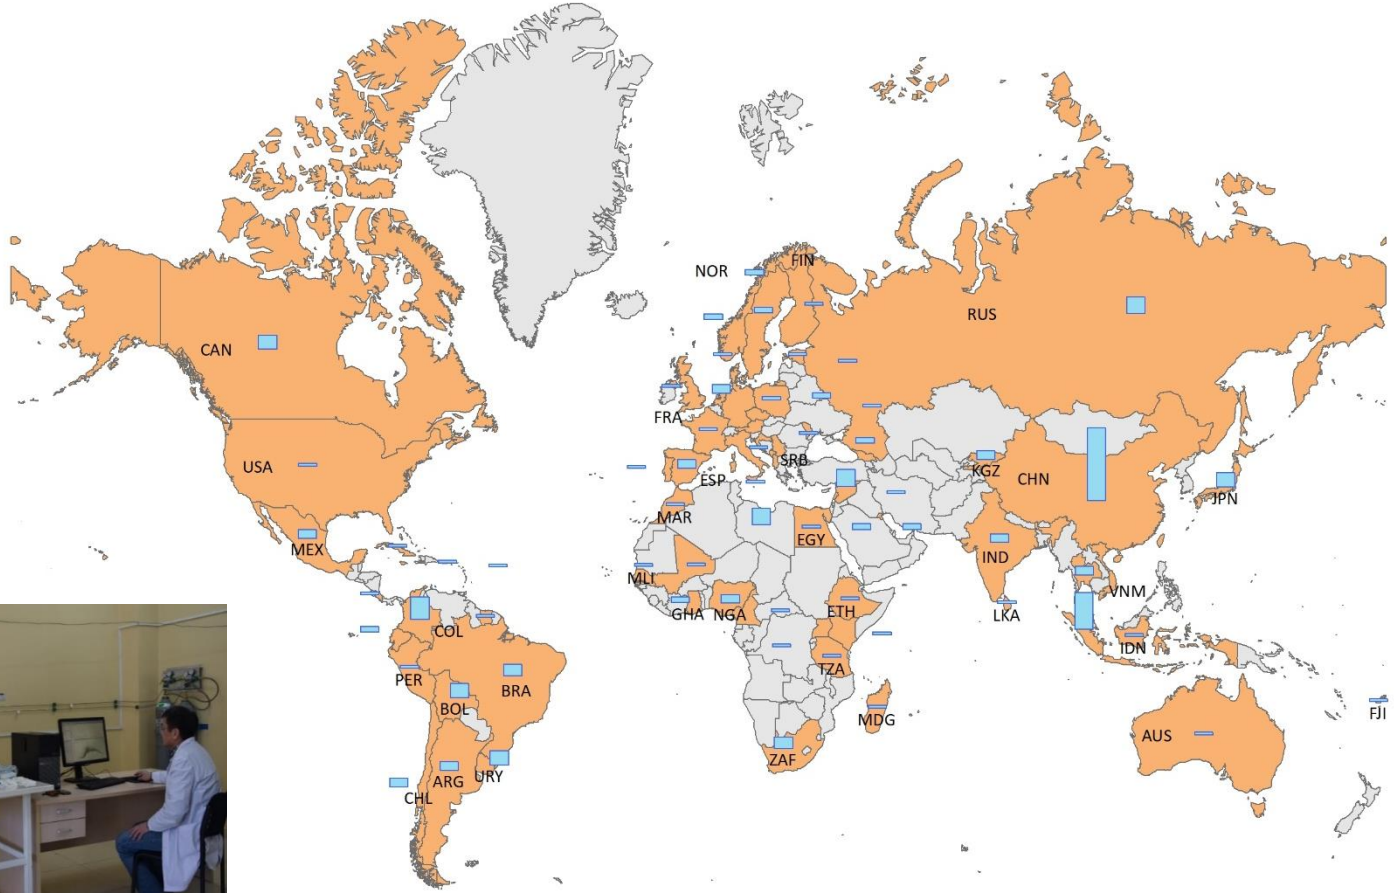 NOR
FIN
RUS
CAN
FRA
USA
SRB
KGZ
CHN
ESP
JPN
MAR
EGY
MEX
IND
MLI
GHA
NGA
ETH
VNM
LKA
COL
IDN
PER
TZA
BRA
BOL
MDG
FJI
AUS
ZAF
ARG
URY
CHL